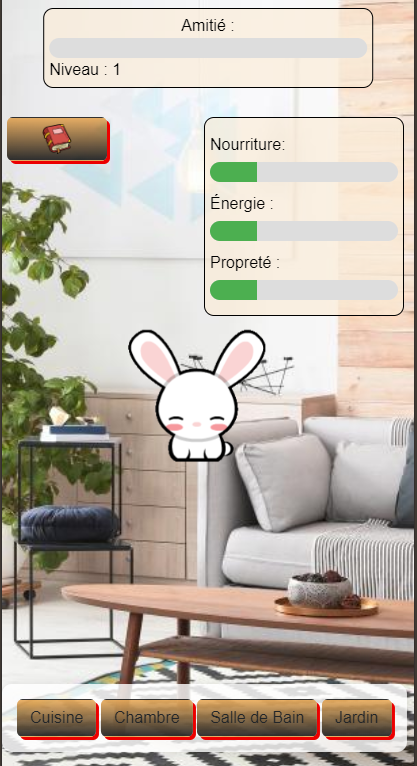 Amitié :
Niveau : 1
Nourriture:
Énergie :
Propreté :
Cuisine
Chambre
Salle de Bain
Jardin